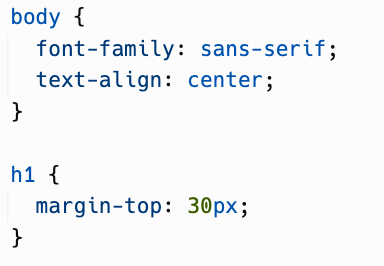 body {
  font-family: sans-serif;
  text-align: center;
}

h1 {
  margin-top: 30px;
}